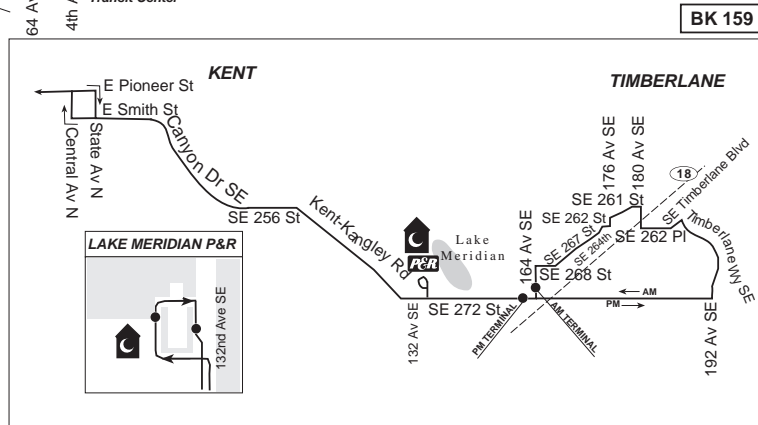 64 Av
4th A
Transit Center
BK 159
KENT
TIMBERLANE
E Pioneer St
E Smith St
Central Av N
State Av N
Canyon Dr SE
SE 256 St
Kent-Kangley Rd
176 Av SE
180 Av SE
18
SE Timberlane Blvd
SE 261 St
SE 262 St
SE 267 St
SE 264th
SE 262 Pl
Timberlane Wy SE
Lake
Meridian
P&R
164 Av SE
SE 268 St
AM
PM
132 Av SE
SE 272 St
PM TERMINAL
AM TERMINAL
192 Av SE
LAKE MERIDIAN P&R
132nd Ave SE